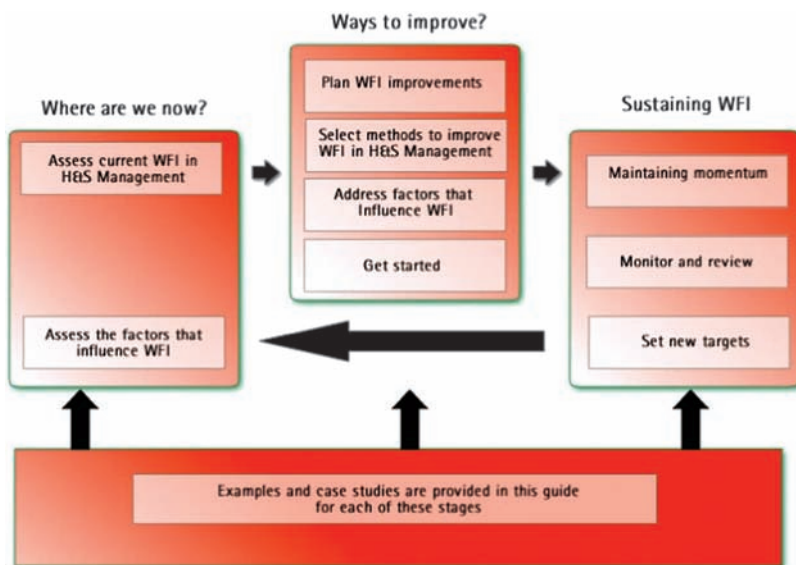 Where are we now?
Assess current WFI in
H&S Management
Assess the factors that
influence WFI
Ways to improve?
Plan WFI improvements
Select methods to improve
WFI in H&S Management
Address factors that
Influence WFI
Get started
Sustaining WFI
Maintaining momentum
Monitor and review
Set new targets
Examples and case studies are provided in this guide
for each of these stages